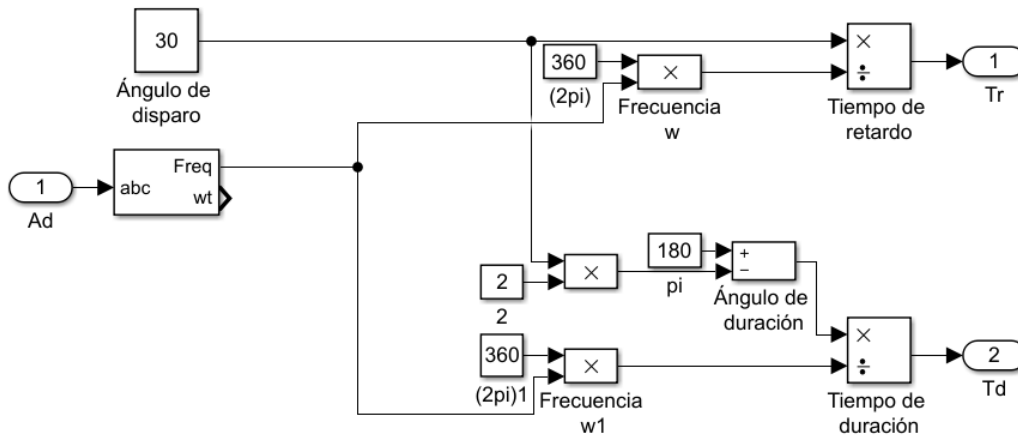 30
Ángulo de
disparo
360
(2pi)
×
Frecuencia
w
×
÷
Tiempo de
retardo
1
Tr
1
Ad
abc
Freq
wt
2
2
×
180
pi
+
−
Ángulo de
duración
360
(2pi)1
×
Frecuencia
w1
×
÷
Tiempo de
duración
2
Td